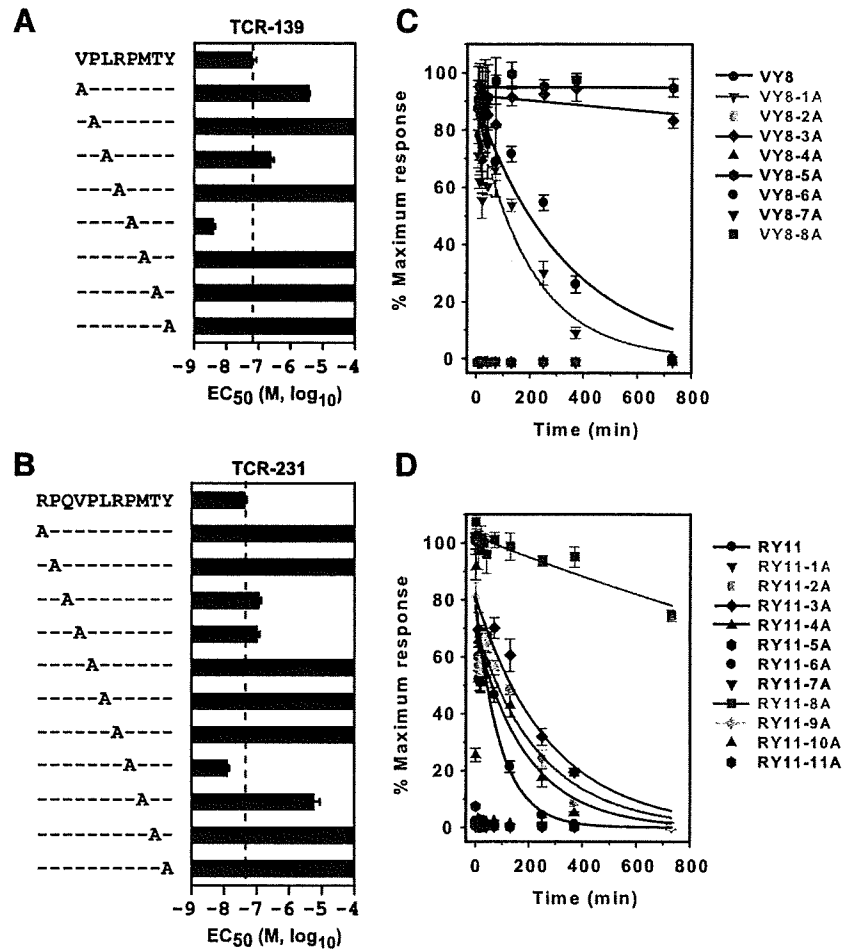 A
TCR-139
VPLRPMTY
A-------
-A------
--A-----
---A----
----A---
-----A--
------A-
-------A
-9 -8 -7 -6 -5 -4
EC50 (M, log10)
B
TCR-231
RPQVPLRPMTY
A----------
-A---------
--A--------
---A-------
----A------
-----A-----
------A----
-------A---
--------A--
---------A-
----------A
-9 -8 -7 -6 -5 -4
EC50 (M, log10)
C
% Maximum response
100
80
60
40
20
0
0 200 400 600 800
Time (min)
VY8
VY8-1A
VY8-2A
VY8-3A
VY8-4A
VY8-5A
VY8-6A
VY8-7A
VY8-8A
D
% Maximum response
100
80
60
40
20
0
0 200 400 600 800
Time (min)
RY11
RY11-1A
RY11-2A
RY11-3A
RY11-4A
RY11-5A
RY11-6A
RY11-7A
RY11-8A
RY11-9A
RY11-10A
RY11-11A